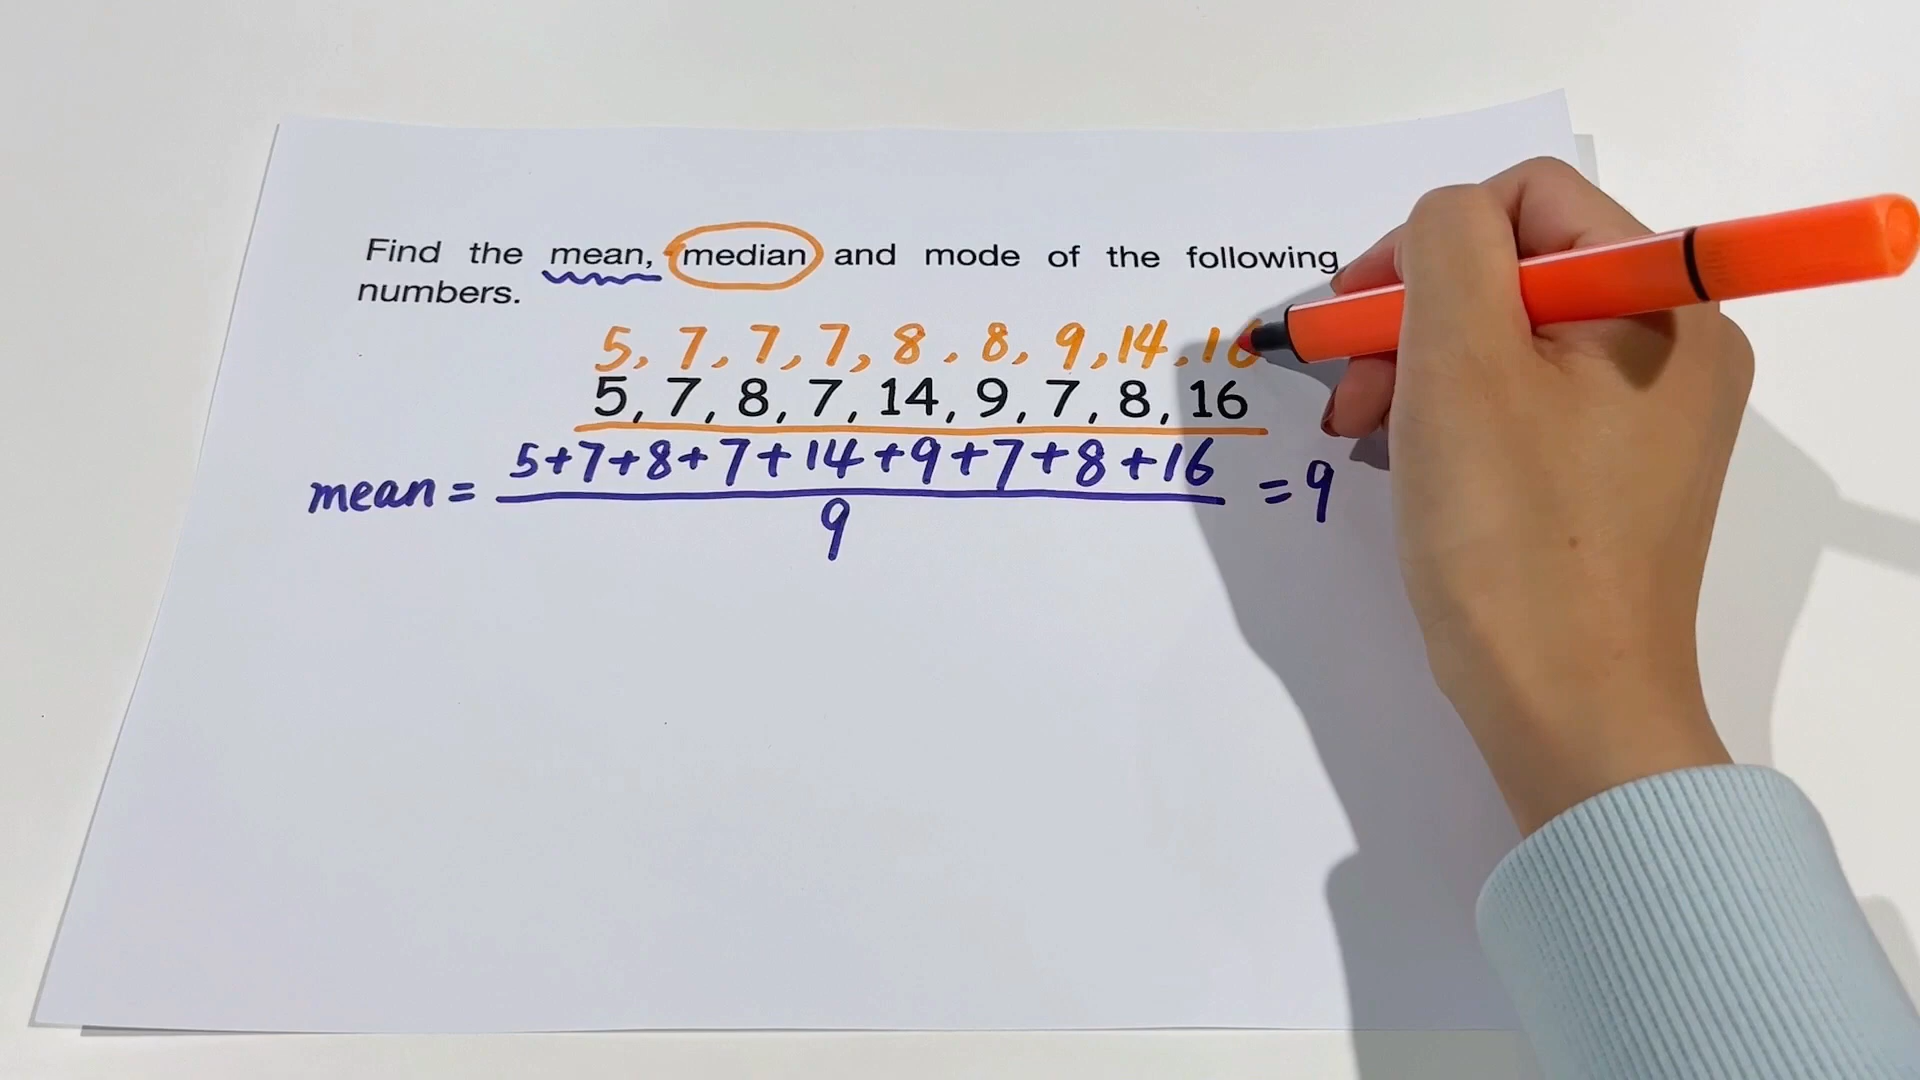 Find the mean, median and mode of the following
numbers.
5, 7, 7, 7, 8, 8, 9, 14, 16
5, 7, 8, 7, 14, 9, 7, 8, 16
mean = 5+7+8+7+14+9+7+8+16 = 9
9